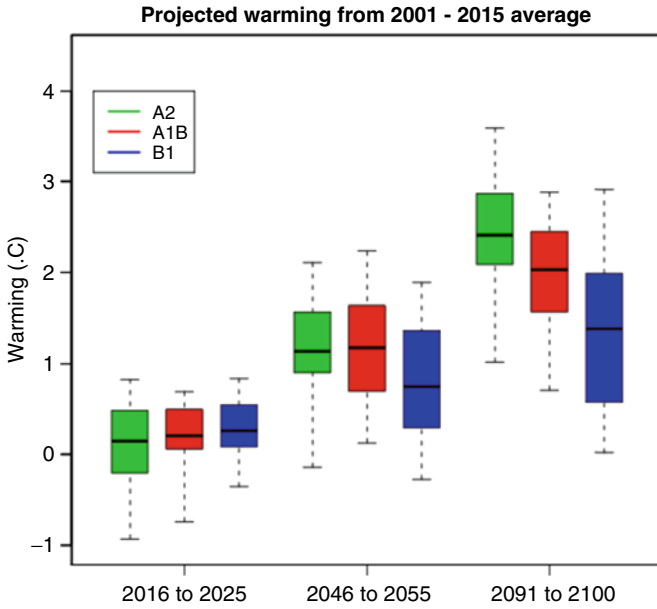 Projected warming from 2001 - 2015 average
4
3
2
1
0
−1
Warming (.C)
A2
A1B
B1
2016 to 2025
2046 to 2055
2091 to 2100